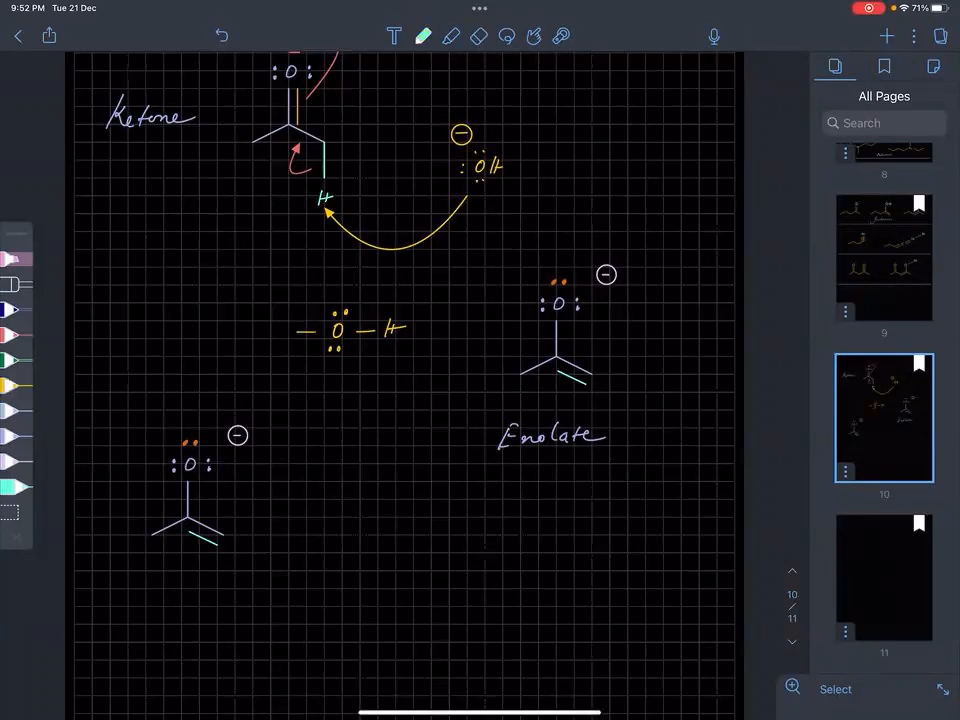 9:52 PM Tue 21 Dec
71%
T
All Pages
Search
:O:
Ketone
8
− :OH
H
9
− O − H
−
:O:
Enolate
10
−
:O:
10
/
11
11
Select